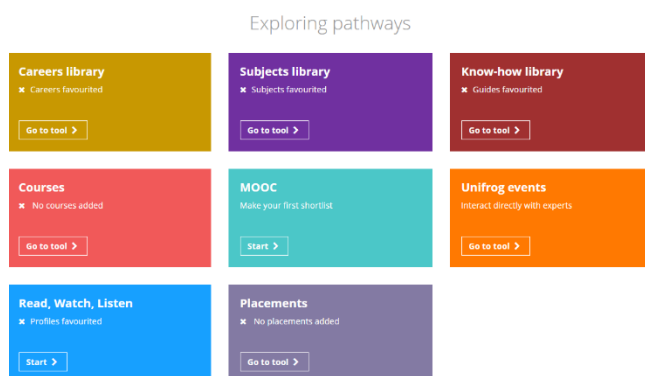 Exploring pathways
Careers library
✖ Careers favourited
Go to tool ❯
Subjects library
✖ Subjects favourited
Go to tool ❯
Know-how library
✖ Guides favourited
Go to tool ❯
Courses
✖ No courses added
Go to tool ❯
MOOC
Make your first shortlist
Start ❯
Unifrog events
Interact directly with experts
Go to tool ❯
Read, Watch, Listen
✖ Profiles favourited
Start ❯
Placements
✖ No placements added
Go to tool ❯